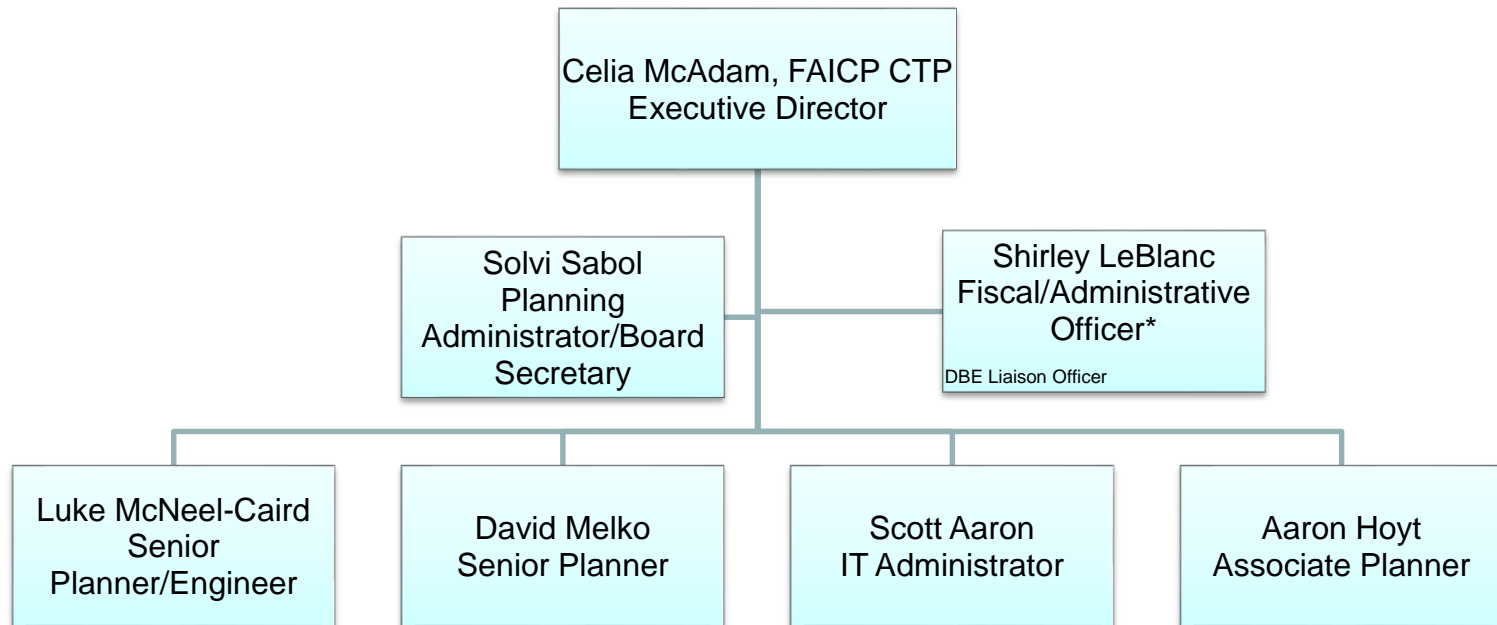 Celia McAdam, FAICP CTP
Executive Director
Solvi Sabol
Planning
Administrator/Board
Secretary
Shirley LeBlanc
Fiscal/Administrative
Officer*
DBE Liaison Officer
Luke McNeel-Caird
Senior
Planner/Engineer
David Melko
Senior Planner
Scott Aaron
IT Administrator
Aaron Hoyt
Associate Planner